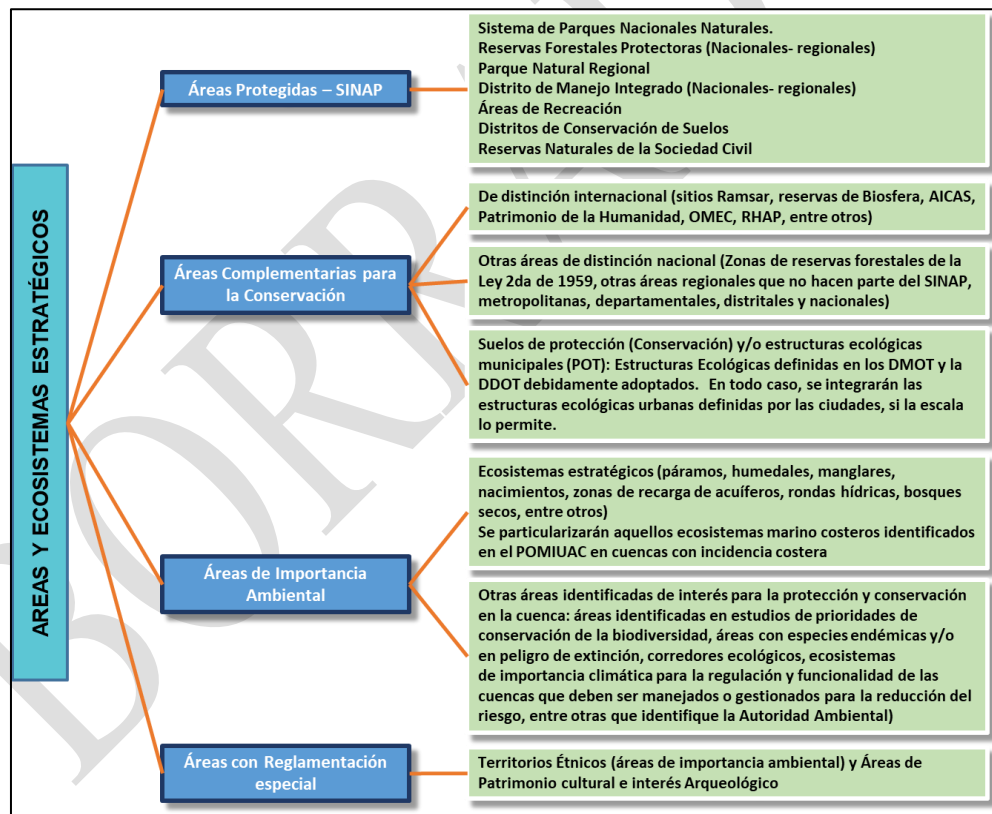 AREAS Y ECOSISTEMAS ESTRATÉGICOS
Áreas Protegidas – SINAP
Sistema de Parques Nacionales Naturales.
Reservas Forestales Protectoras (Nacionales- regionales)
Parque Natural Regional
Distrito de Manejo Integrado (Nacionales- regionales)
Áreas de Recreación
Distritos de Conservación de Suelos
Reservas Naturales de la Sociedad Civil
Áreas Complementarias para
la Conservación
De distinción internacional (sitios Ramsar, reservas de Biosfera, AICAS,
Patrimonio de la Humanidad, OMEC, RHAP, entre otros)
Otras áreas de distinción nacional (Zonas de reservas forestales de la
Ley 2da de 1959, otras áreas regionales que no hacen parte del SINAP,
metropolitanas, departamentales, distritales y nacionales)
Suelos de protección (Conservación) y/o estructuras ecológicas
municipales (POT): Estructuras Ecológicas definidas en los DMOT y la
DDOT debidamente adoptados. En todo caso, se integrarán las
estructuras ecológicas urbanas definidas por las ciudades, si la escala
lo permite.
Áreas de Importancia
Ambiental
Ecosistemas estratégicos (páramos, humedales, manglares,
nacimientos, zonas de recarga de acuíferos, rondas hídricas, bosques
secos, entre otros)
Se particularizarán aquellos ecosistemas marino costeros identificados
en el POMIUAC en cuencas con incidencia costera
Otras áreas identificadas de interés para la protección y conservación
en la cuenca: áreas identificadas en estudios de prioridades de
conservación de la biodiversidad, áreas con especies endémicas y/o
en peligro de extinción, corredores ecológicos, ecosistemas
de importancia climática para la regulación y funcionalidad de las
cuencas que deben ser manejados o gestionados para la reducción del
riesgo, entre otras que identifique la Autoridad Ambiental)
Áreas con Reglamentación
especial
Territorios Étnicos (áreas de importancia ambiental) y Áreas de
Patrimonio cultural e interés Arqueológico